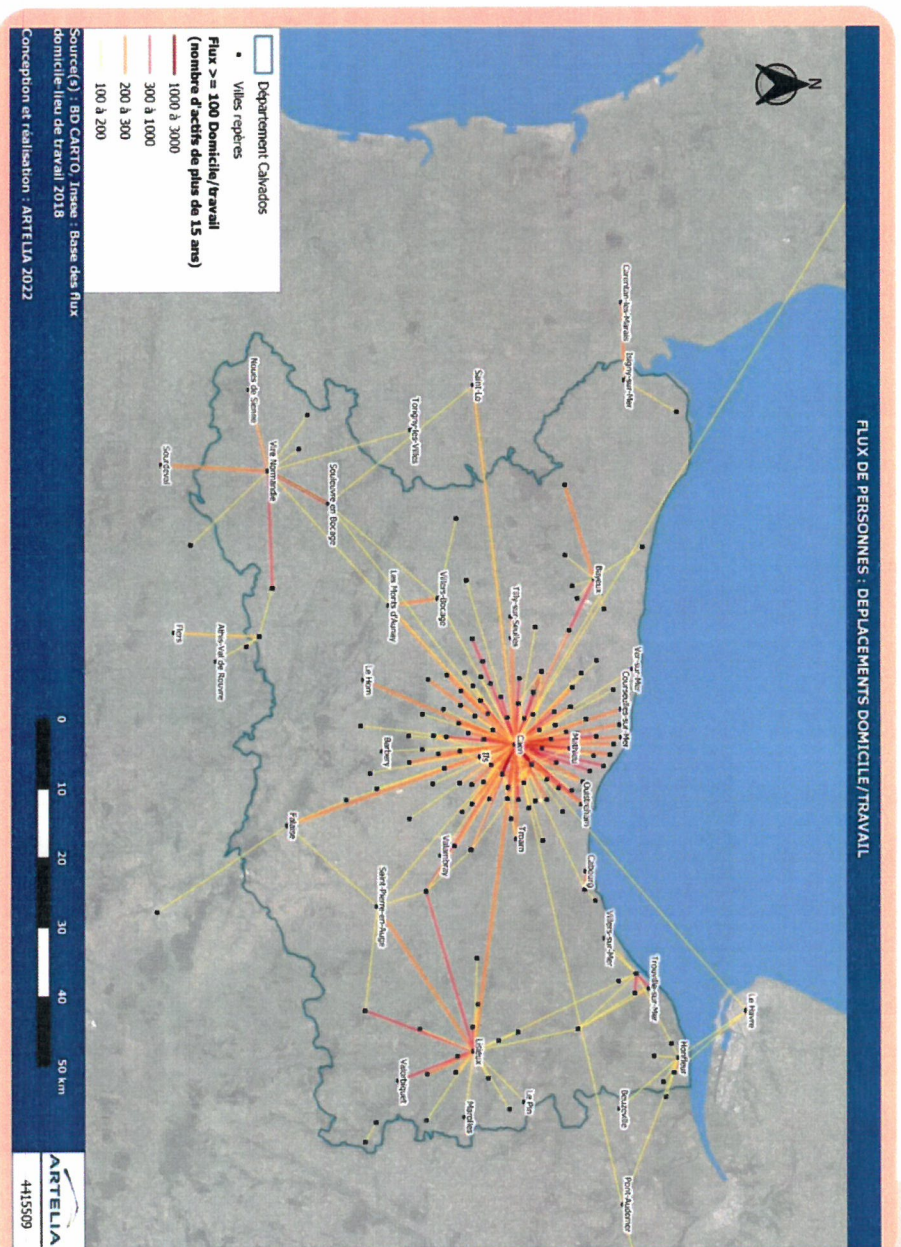 FLUX DE PERSONNES : DEPLACEMENTS DOMICILE/TRAVAIL
N
Le Havre
Honfleur
Trouville-sur-Mer
Beuzeville
Pont-Audemer
Villers-sur-Mer
Cabourg
Ouistreham
Ver-sur-Mer
Courseulles-sur-Mer
Mathieu
Carentan-les-Marais
Isigny-sur-Mer
Bayeux
Tilly-sur-Seulles
Caen
Troarn
Le Pin
Saint-Lo
Lisieux
Marolles
Ifs
Valambray
Villers-Bocage
Torigny-les-Villes
Valorbiquet
Les Monts d'Aunay
Barbery
Saint-Pierre-en-Auge
Le Hom
Souleuvre en Bocage
Falaise
Vire Normandie
Noues de Sienne
Athis-Val de Rouvre
Flers
Sourdeval
Département Calvados
Villes repères
Flux >= 100 Domicile/travail
(nombre d'actifs de plus de 15 ans)
1000 à 3000
300 à 1000
200 à 300
100 à 200
Source(s) : BD CARTO, Insee : Base des flux
domicile-lieu de travail 2018
Conception et réalisation : ARTELIA 2022
0 10 20 30 40 50 km
ARTELIA
4415509